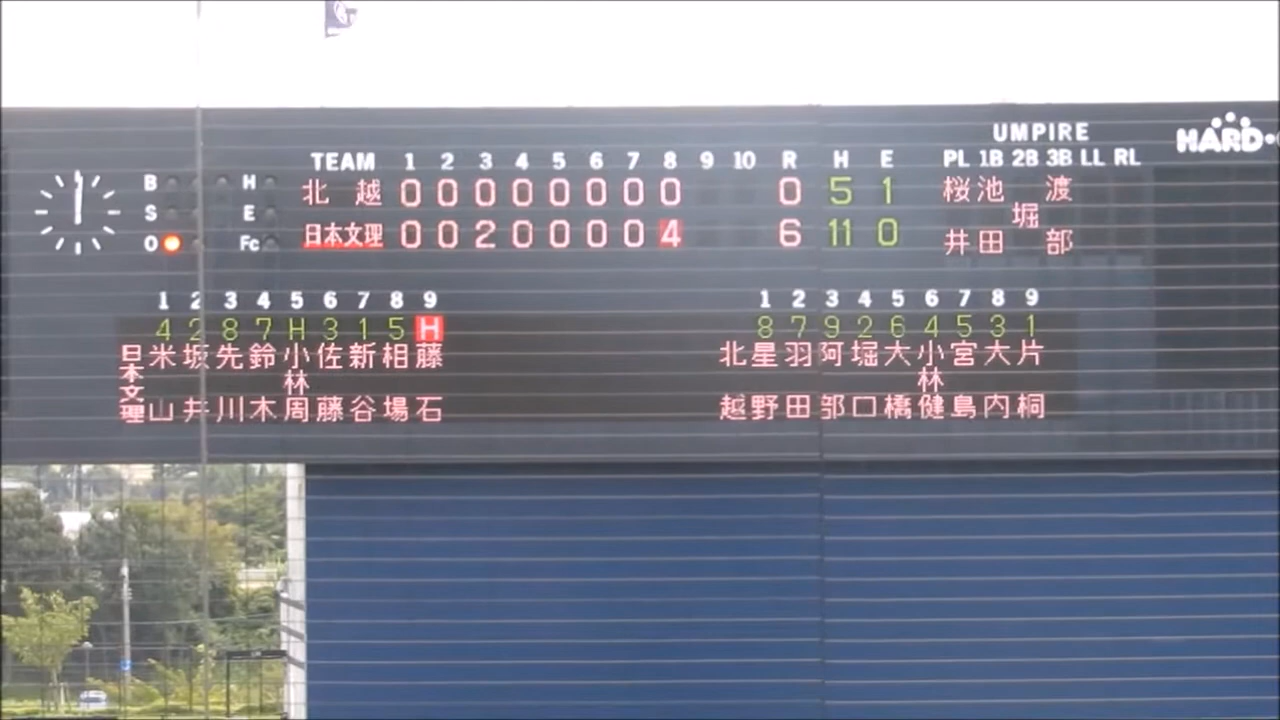 HARD
UMPIRE
TEAM 1 2 3 4 5 6 7 8 9 10 R H E PL 1B 2B 3B LL RL
B H 北越 0 0 0 0 0 0 0 0 0 5 1 桜井 池田 堀 渡部
S E
O Fc 日本文理 0 0 2 0 0 0 0 4 6 11 0
1 2 3 4 5 6 7 8 9
4 2 8 7 H 3 1 5 H
日本文理 米山 坂井 先川 鈴木 小林周 佐藤 新谷 相場 藤石
1 2 3 4 5 6 7 8 9
8 7 9 2 6 4 5 3 1
北越 星野 羽田 阿部 堀口 大橋 小林健 宮島 大内 片桐